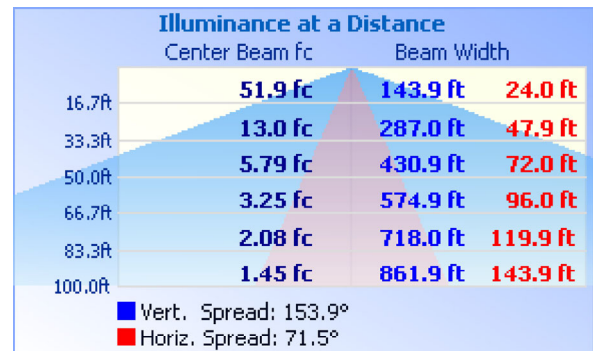 Illuminance at a Distance
Center Beam fc Beam Width
16.7ft 51.9 fc 143.9 ft 24.0 ft
33.3ft 13.0 fc 287.0 ft 47.9 ft
50.0ft 5.79 fc 430.9 ft 72.0 ft
66.7ft 3.25 fc 574.9 ft 96.0 ft
83.3ft 2.08 fc 718.0 ft 119.9 ft
100.0ft 1.45 fc 861.9 ft 143.9 ft
Vert. Spread: 153.9°
Horiz. Spread: 71.5°